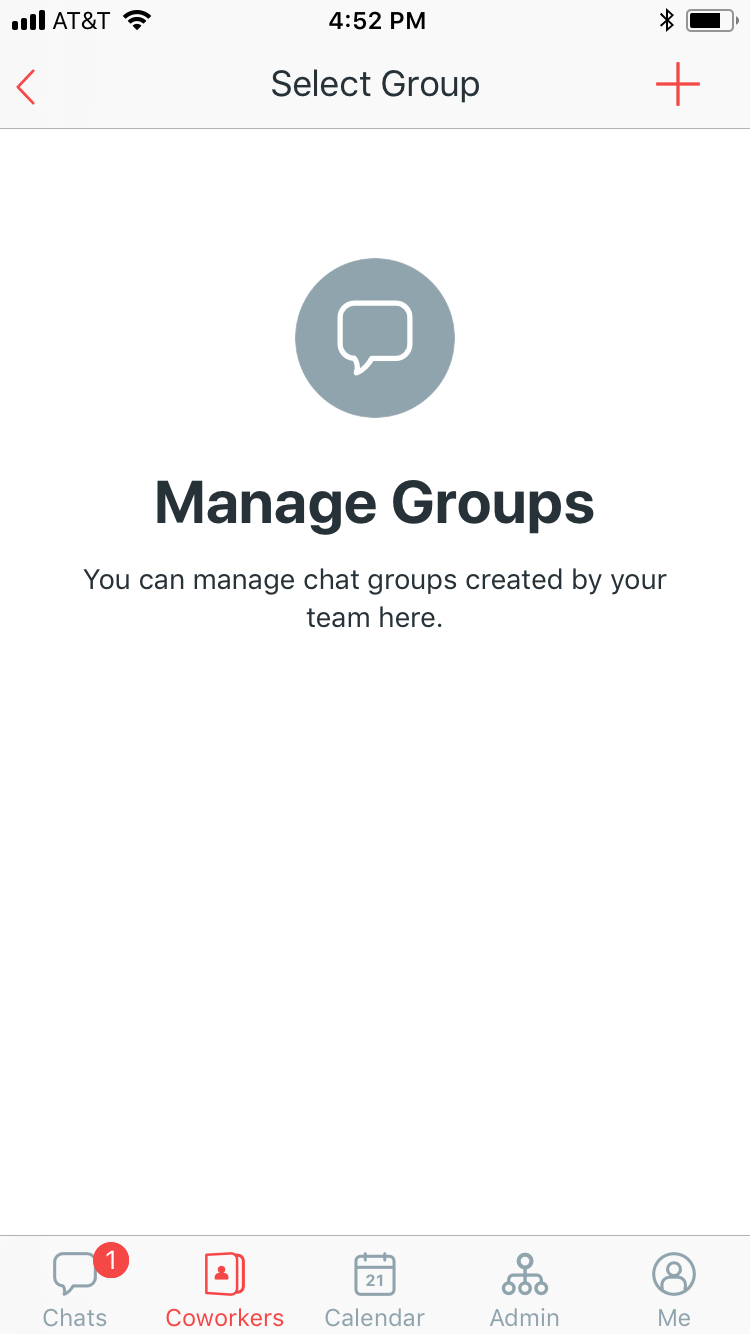 AT&T 4:52 PM
Select Group
Manage Groups
You can manage chat groups created by your
team here.
1
21
Chats Coworkers Calendar Admin Me